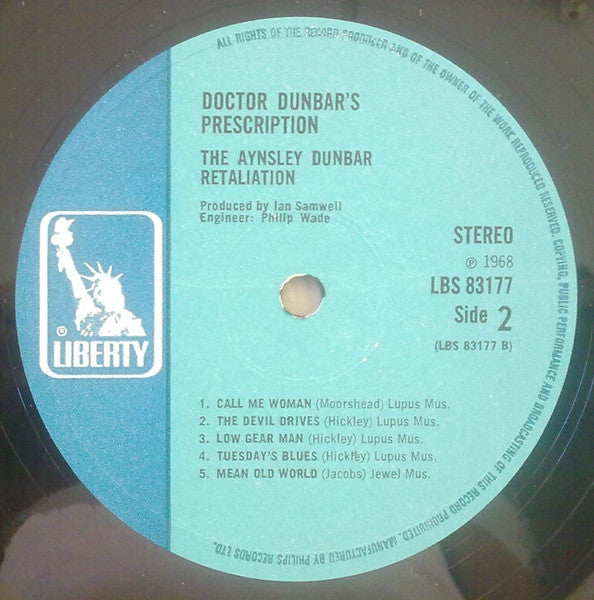 ALL RIGHTS OF THE RECORD PRODUCER AND OF THE OWNER OF THE WORK REPRODUCED RESERVED. COPYING, PUBLIC PERFORMANCE AND BROADCASTING OF THIS RECORD PROHIBITED. MANUFACTURED BY PHILIPS RECORDS LTD.
DOCTOR DUNBAR'S
PRESCRIPTION
THE AYNSLEY DUNBAR
RETALIATION
Produced by Ian Samwell
Engineer: Philip Wade
STEREO
℗ 1968
LBS 83177
Side 2
(LBS 83177 B)
® LIBERTY
1. CALL ME WOMAN (Moorshead) Lupus Mus.
2. THE DEVIL DRIVES (Hickley) Lupus Mus.
3. LOW GEAR MAN (Hickley) Lupus Mus.
4. TUESDAY'S BLUES (Hickley) Lupus Mus.
5. MEAN OLD WORLD (Jacobs) Jewel Mus.